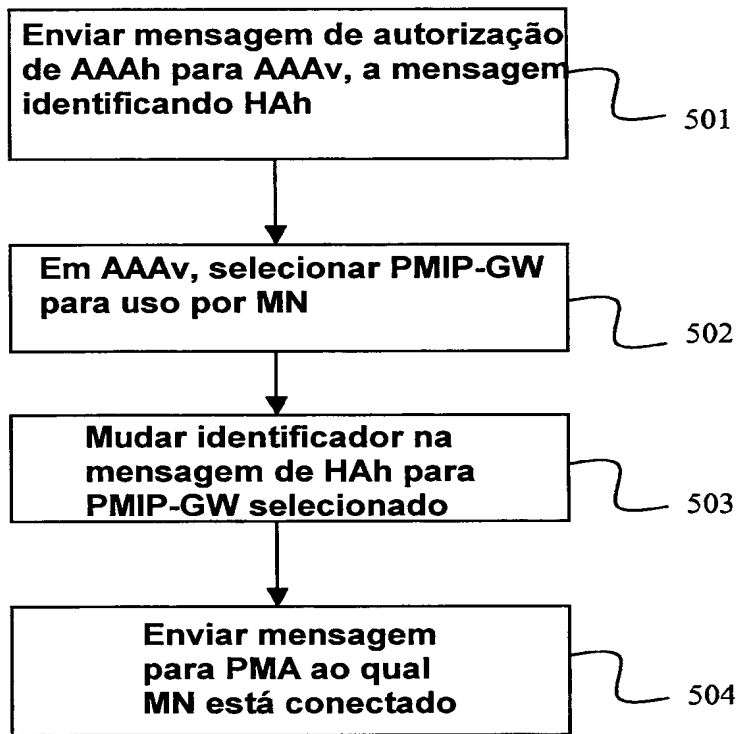 Enviar mensagem de autorização
de AAAh para AAAv, a mensagem
identificando HAh
501
Em AAAv, selecionar PMIP-GW
para uso por MN
502
Mudar identificador na
mensagem de HAh para
PMIP-GW selecionado
503
Enviar mensagem
para PMA ao qual
MN está conectado
504